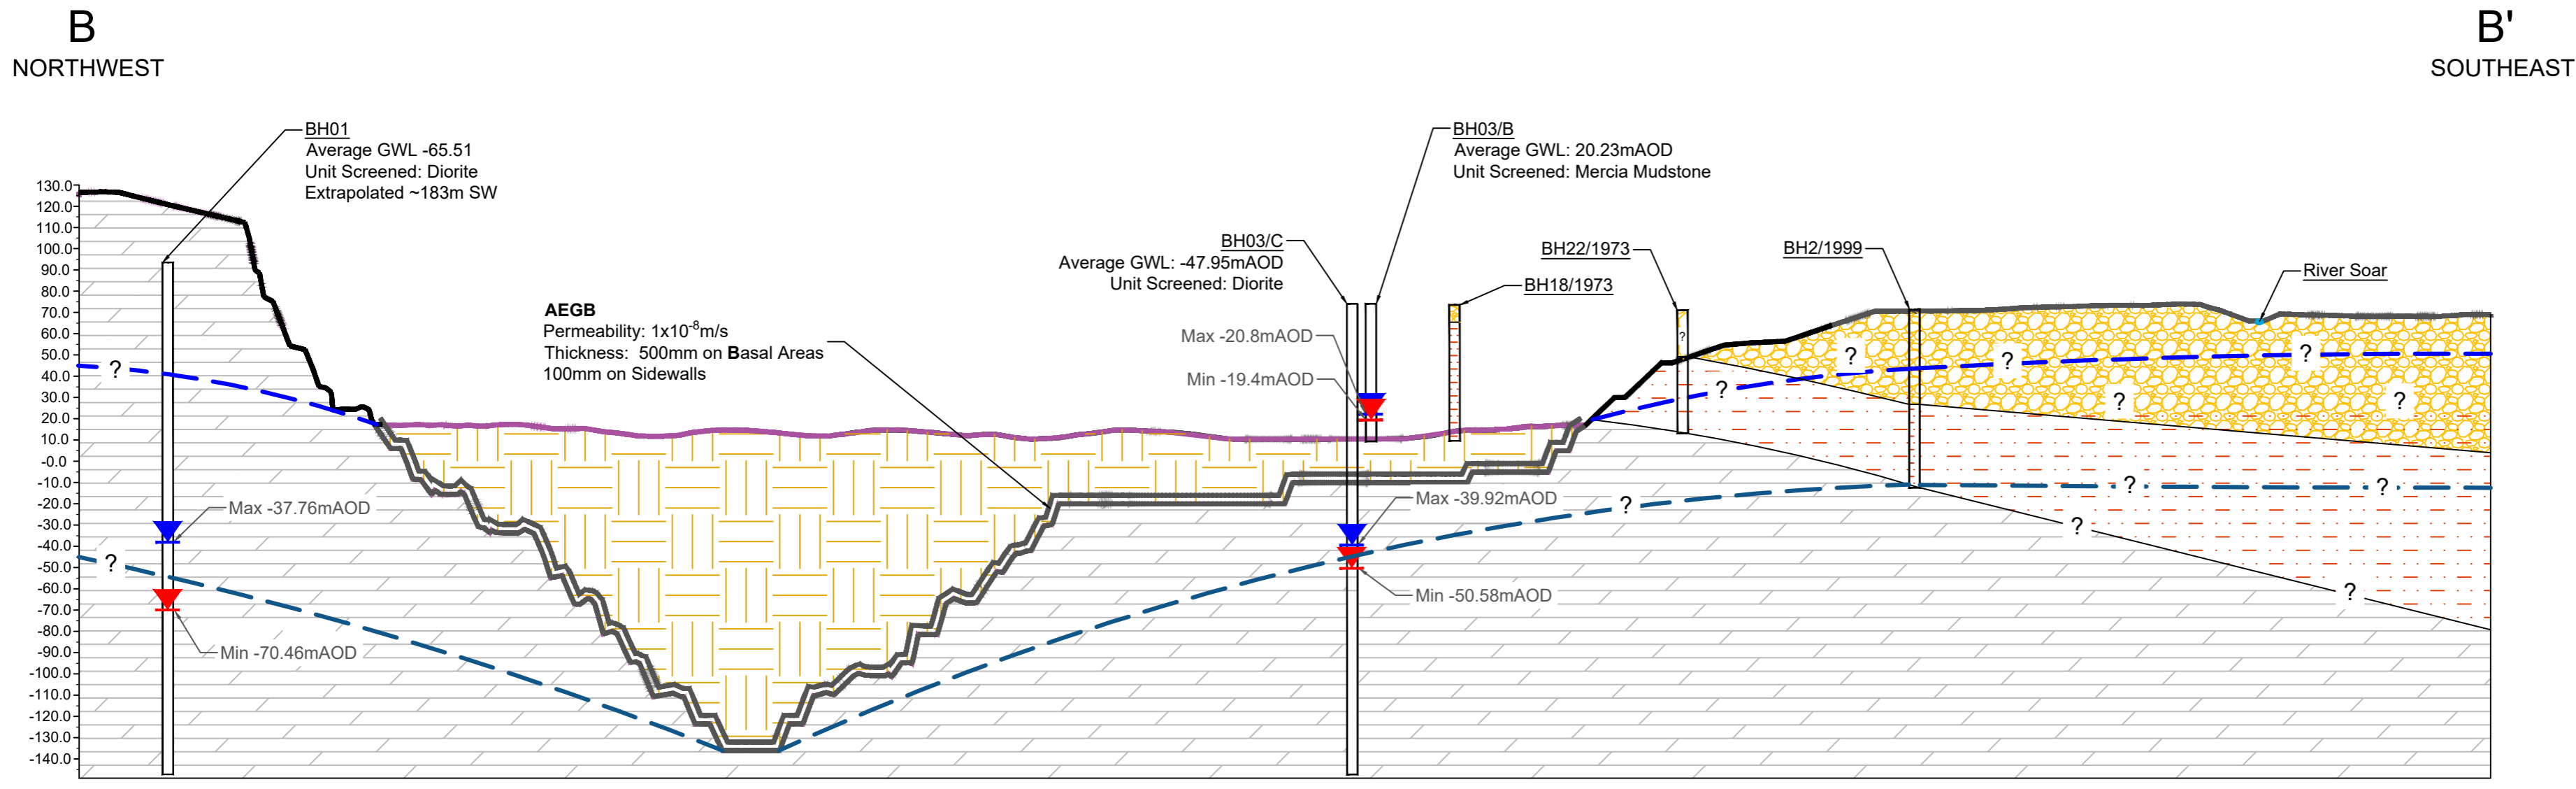 B
NORTHWEST
B'
SOUTHEAST
BH01
Average GWL -65.51
Unit Screened: Diorite
Extrapolated ~183m SW
BH03/B
Average GWL: 20.23mAOD
Unit Screened: Mercia Mudstone
BH03/C
Average GWL: -47.95mAOD
Unit Screened: Diorite
BH22/1973
BH2/1999
BH18/1973
River Soar
AEGB
Permeability: 1x10-8m/s
Thickness: 500mm on Basal Areas
100mm on Sidewalls
Max -20.8mAOD
Min -19.4mAOD
Max -37.76mAOD
Min -70.46mAOD
Max -39.92mAOD
Min -50.58mAOD
130.0
120.0
110.0
100.0
90.0
80.0
70.0
60.0
50.0
40.0
30.0
20.0
10.0
-0.0
-10.0
-20.0
-30.0
-40.0
-50.0
-60.0
-70.0
-80.0
-90.0
-100.0
-110.0
-120.0
-130.0
-140.0
?
?
?
?
?
?
?
?
?
?
?
?
?
?